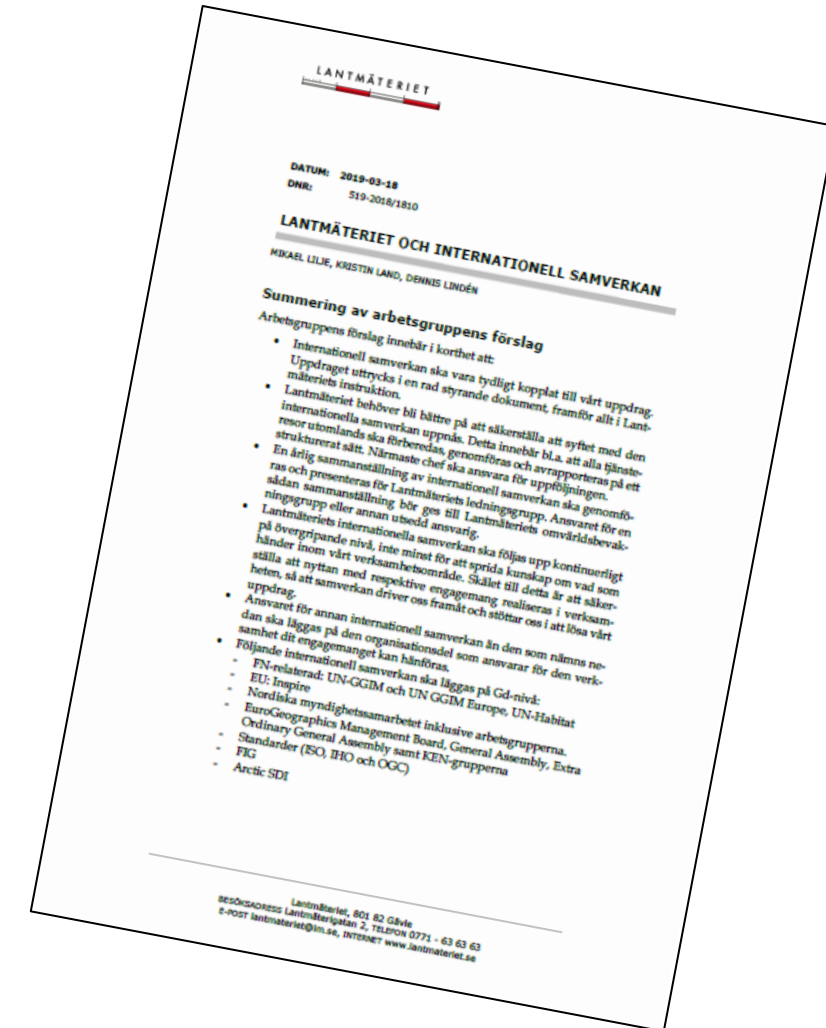 LANTMÄTERIET
DATUM: 2019-03-18
DNR: 519-2018/1810
LANTMÄTERIET OCH INTERNATIONELL SAMVERKAN
MIKAEL LILJE, KRISTIN LAND, DENNIS LINDÉN
Summering av arbetsgruppens förslag
Arbetsgruppens förslag innebär i korthet att:
• Internationell samverkan ska vara tydligt kopplat till vårt uppdrag.
Uppdraget uttrycks i en rad styrande dokument, framför allt i Lant-
mäteriets instruktion.
• Lantmäteriet behöver bli bättre på att säkerställa att syftet med den
internationella samverkan uppnås. Detta innebär bl.a. att alla tjänste-
resor utomlands ska förberedas, genomföras och avrapporteras på ett
strukturerat sätt. Närmaste chef ska ansvara för uppföljningen.
• En årlig sammanställning av internationell samverkan ska genomfö-
ras och presenteras för Lantmäteriets ledningsgrupp. Ansvaret för en
sådan sammanställning bör ges till Lantmäteriets omvärldsbevak-
ningsgrupp eller annan utsedd ansvarig.
• Lantmäteriets internationella samverkan ska följas upp kontinuerligt
på övergripande nivå, inte minst för att sprida kunskap om vad som
händer inom vårt verksamhetsområde. Skälet till detta är att säker-
ställa att nyttan med respektive engagemang realiseras i verksam-
heten, så att samverkan driver oss framåt och stöttar oss i att lösa vårt
uppdrag.
• Ansvaret för annan internationell samverkan än den som nämns ne-
dan ska läggas på den organisationsdel som ansvarar för den verk-
samhet dit engagemanget kan hänföras.
• Följande internationell samverkan ska läggas på Gd-nivå:
- FN-relaterad: UN-GGIM och UN GGIM Europe, UN-Habitat
- EU: Inspire
- Nordiska myndighetssamarbetet inklusive arbetsgrupperna.
- EuroGeographics Management Board, General Assembly, Extra
Ordinary General Assembly samt KEN-grupperna
- Standarder (ISO, IHO och OGC)
- FIG
- Arctic SDI
Lantmäteriet, 801 82 Gävle
BESÖKSADRESS Lantmäterigatan 2, TELEFON 0771 - 63 63 63
E-POST lantmateriet@lm.se, INTERNET www.lantmateriet.se